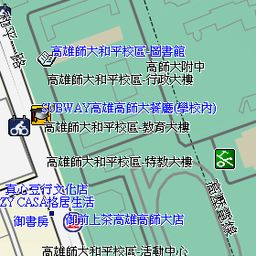 和平一路
高雄師大和平校區-圖書館
高師大附中
高雄師大和平校區-行政大樓
SUBWAY高雄高師大餐廳(學校內)
高雄師大和平校區-教育大樓
高雄師大和平校區-特教大樓
真心豆行文化店
ZY CASA格居生活
御書房
御前上茶高雄高師大店
高雄師大和平校區-活動中心